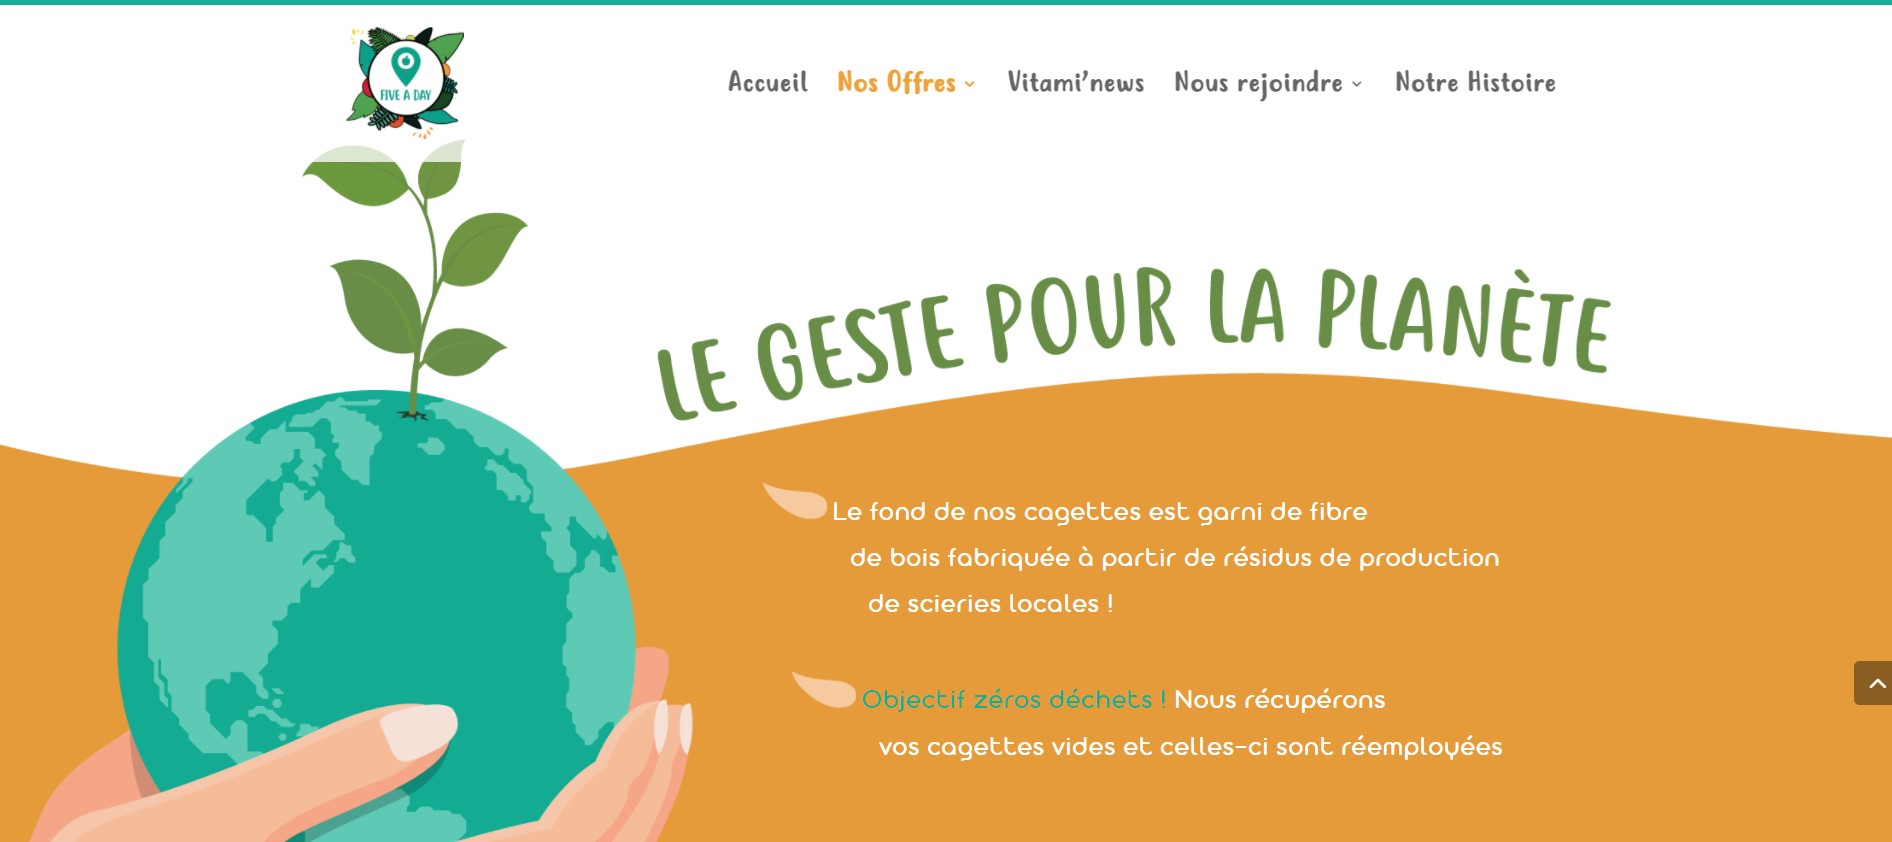 FIVE A DAY
Accueil Nos Offres Vitami'news Nous rejoindre Notre Histoire
LE GESTE POUR LA PLANÈTE
Le fond de nos cagettes est garni de fibre
de bois fabriquée à partir de résidus de production
de scieries locales !
Objectif zéros déchets ! Nous récupérons
vos cagettes vides et celles-ci sont réemployées